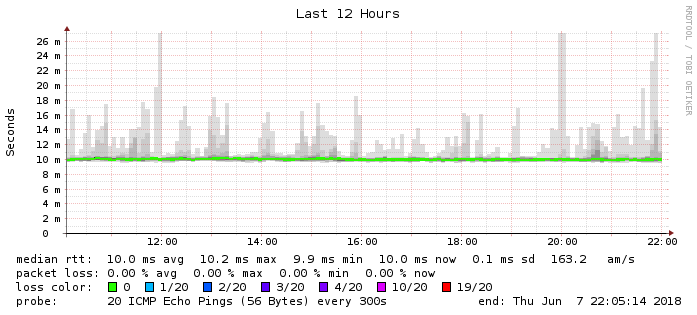 Last 12 Hours
RRDTOOL / TOBI OETIKER
Seconds
26 m
24 m
22 m
20 m
18 m
16 m
14 m
12 m
10 m
8 m
6 m
4 m
2 m
0
12:00 14:00 16:00 18:00 20:00 22:00
median rtt: 10.0 ms avg 10.2 ms max 9.9 ms min 10.0 ms now 0.1 ms sd 163.2 am/s
packet loss: 0.00 % avg 0.00 % max 0.00 % min 0.00 % now
loss color: 0 1/20 2/20 3/20 4/20 10/20 19/20
probe: 20 ICMP Echo Pings (56 Bytes) every 300s end: Thu Jun 7 22:05:14 2018